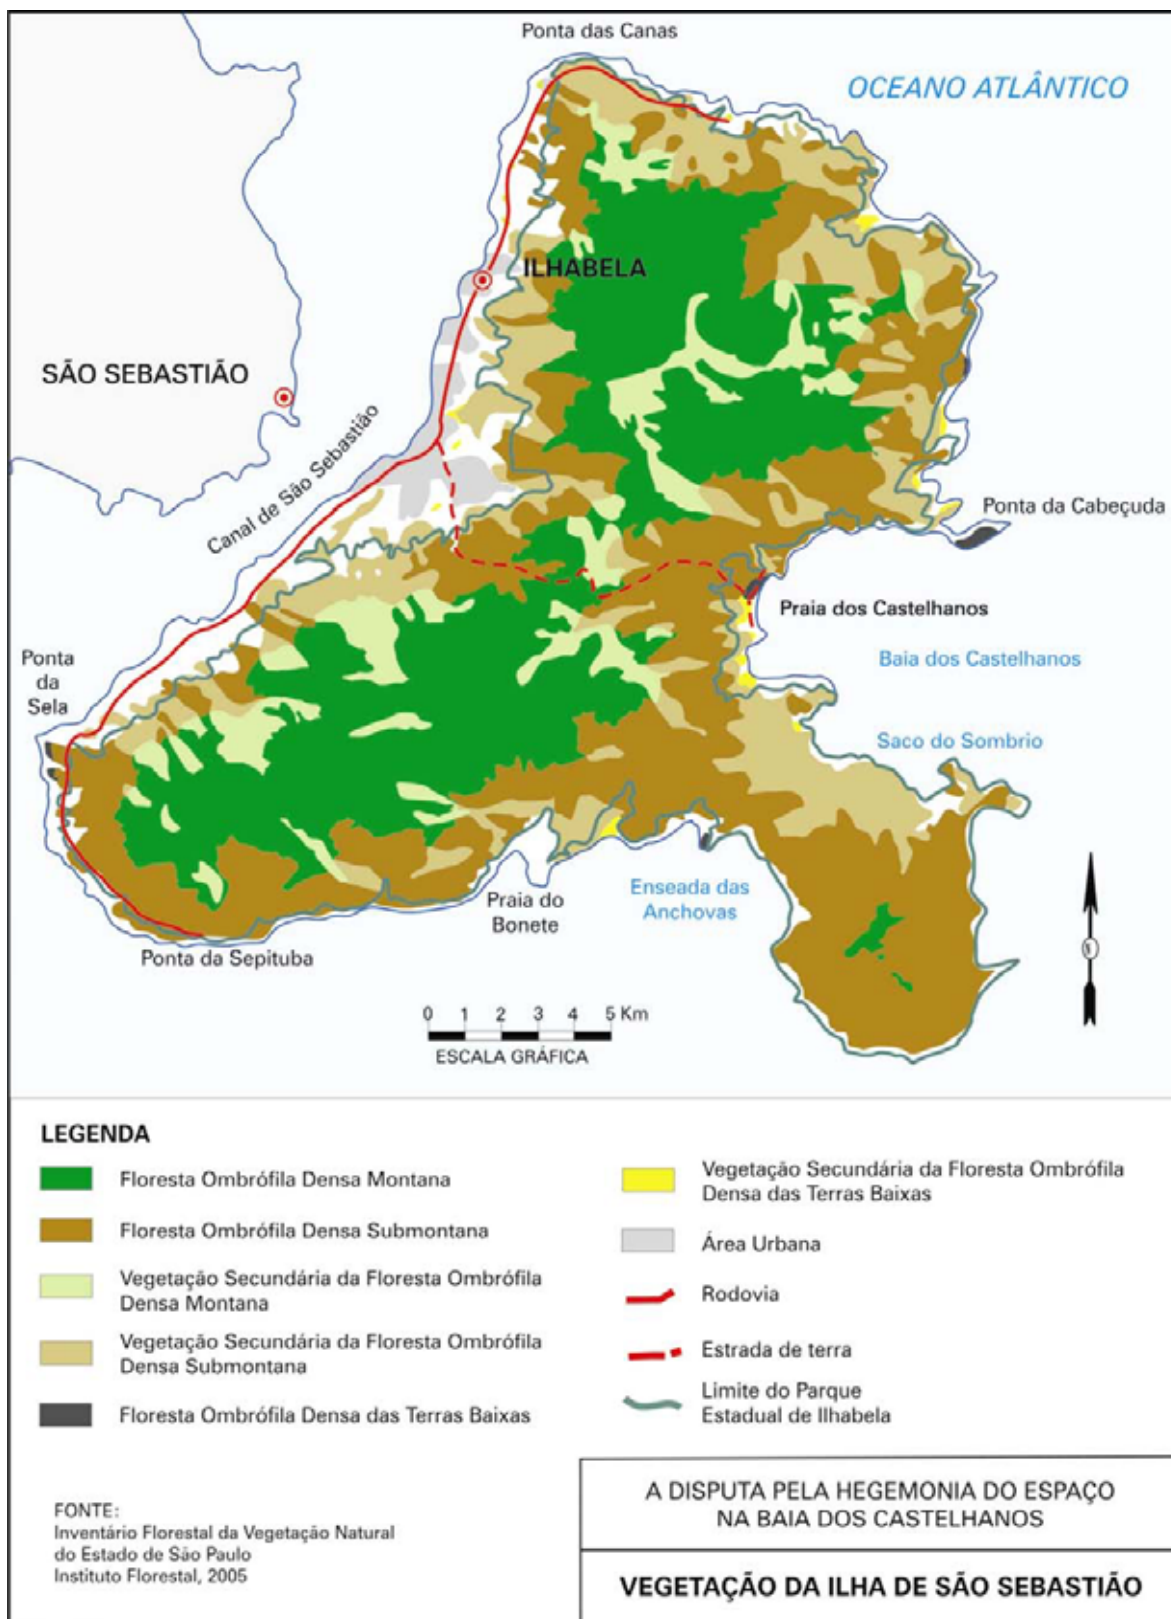 Ponta das Canas
OCEANO ATLÂNTICO
ILHABELA
SÃO SEBASTIÃO
Canal de São Sebastião
Ponta da Cabeçuda
Praia dos Castelhanos
Ponta
da
Sela
Baia dos Castelhanos
Saco do Sombrio
Enseada das
Anchovas
Praia do
Bonete
Ponta da Sepituba
N
0 1 2 3 4 5 Km
ESCALA GRÁFICA
LEGENDA
Floresta Ombrófila Densa Montana
Floresta Ombrófila Densa Submontana
Vegetação Secundária da Floresta Ombrófila
Densa Montana
Vegetação Secundária da Floresta Ombrófila
Densa Submontana
Floresta Ombrófila Densa das Terras Baixas
Vegetação Secundária da Floresta Ombrófila
Densa das Terras Baixas
Área Urbana
Rodovia
Estrada de terra
Limite do Parque
Estadual de Ilhabela
FONTE:
Inventário Florestal da Vegetação Natural
do Estado de São Paulo
Instituto Florestal, 2005
A DISPUTA PELA HEGEMONIA DO ESPAÇO
NA BAIA DOS CASTELHANOS
VEGETAÇÃO DA ILHA DE SÃO SEBASTIÃO